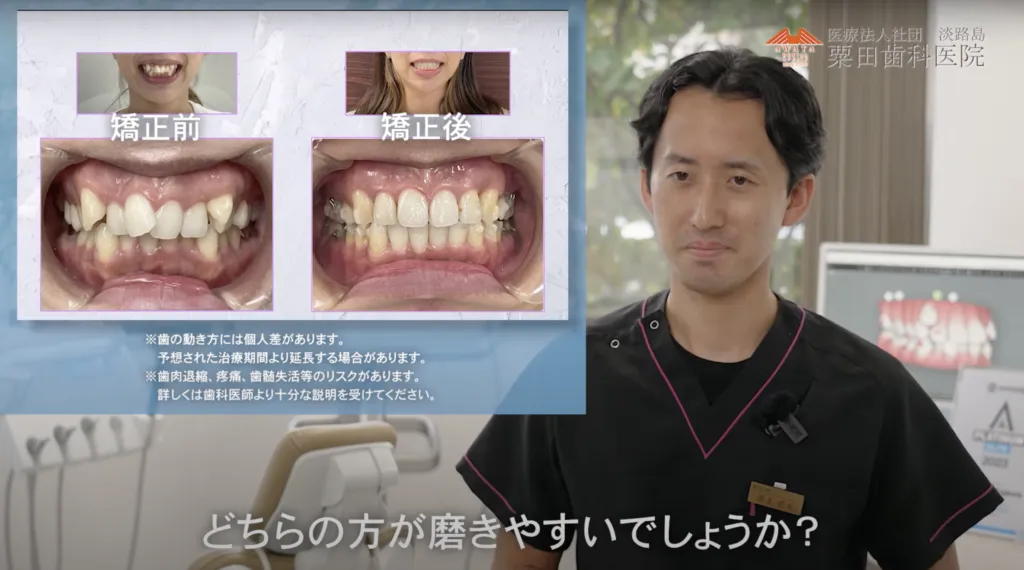 医療法人社団 淡路島
粟田歯科医院
矯正前
矯正後
※歯の動き方には個人差があります。
予想された治療期間より延長する場合があります。
※歯肉退縮、疼痛、歯髄失活等のリスクがあります。
詳しくは歯科医師より十分な説明を受けてください。
2023
どちらの方が磨きやすいでしょうか?